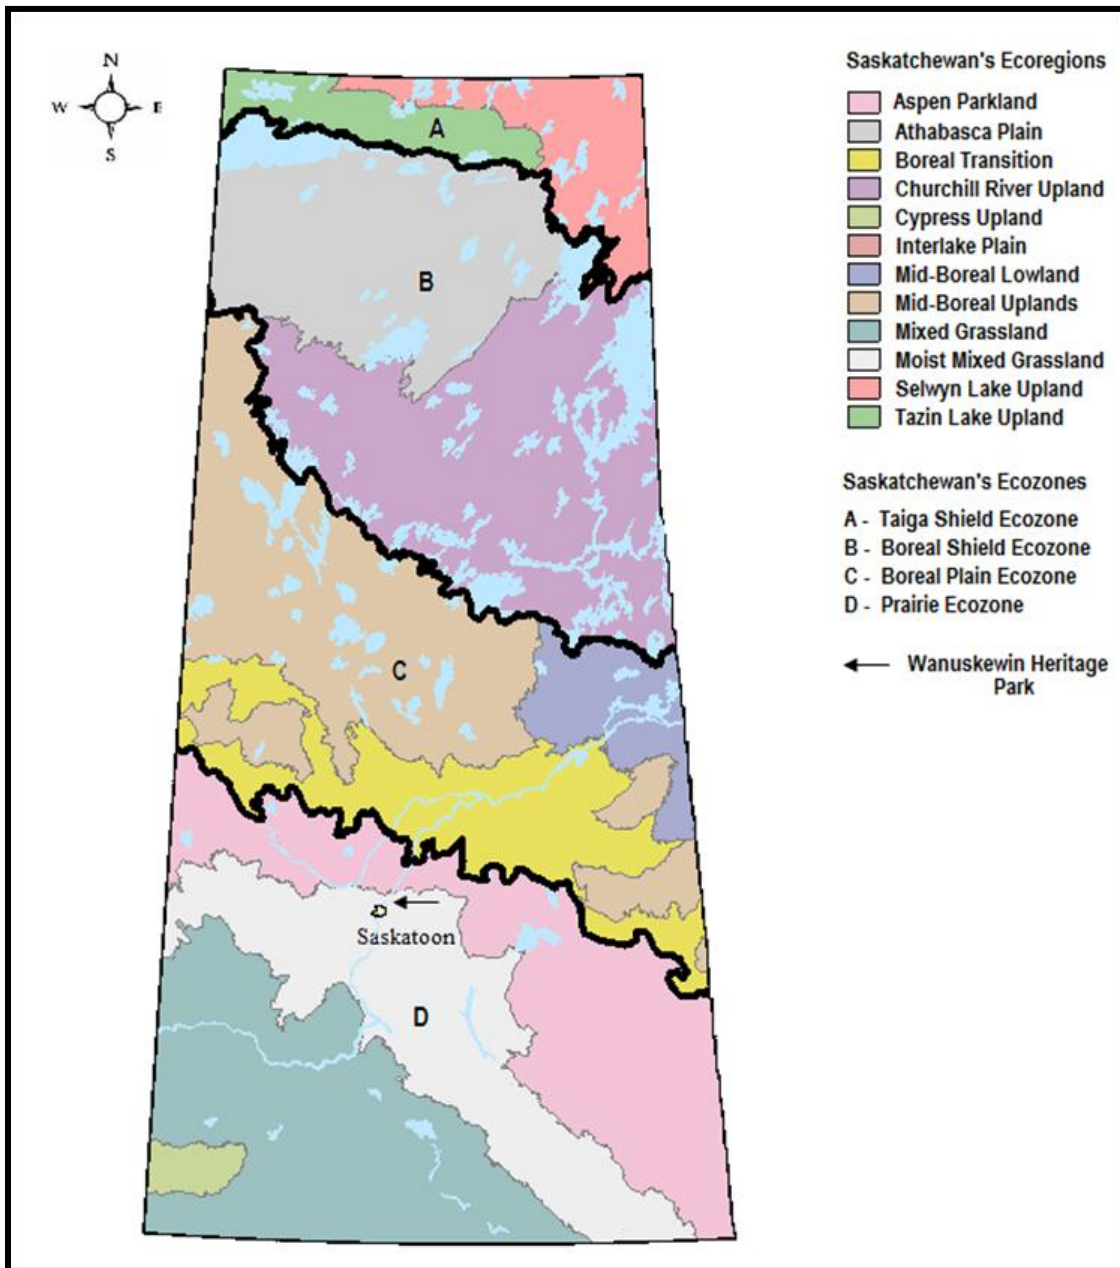 N
W E
S
Saskatchewan's Ecoregions
Aspen Parkland
Athabasca Plain
Boreal Transition
Churchill River Upland
Cypress Upland
Interlake Plain
Mid-Boreal Lowland
Mid-Boreal Uplands
Mixed Grassland
Moist Mixed Grassland
Selwyn Lake Upland
Tazin Lake Upland
Saskatchewan's Ecozones
A - Taiga Shield Ecozone
B - Boreal Shield Ecozone
C - Boreal Plain Ecozone
D - Prairie Ecozone
Wanuskewin Heritage
Park
A
B
C
Saskatoon
D